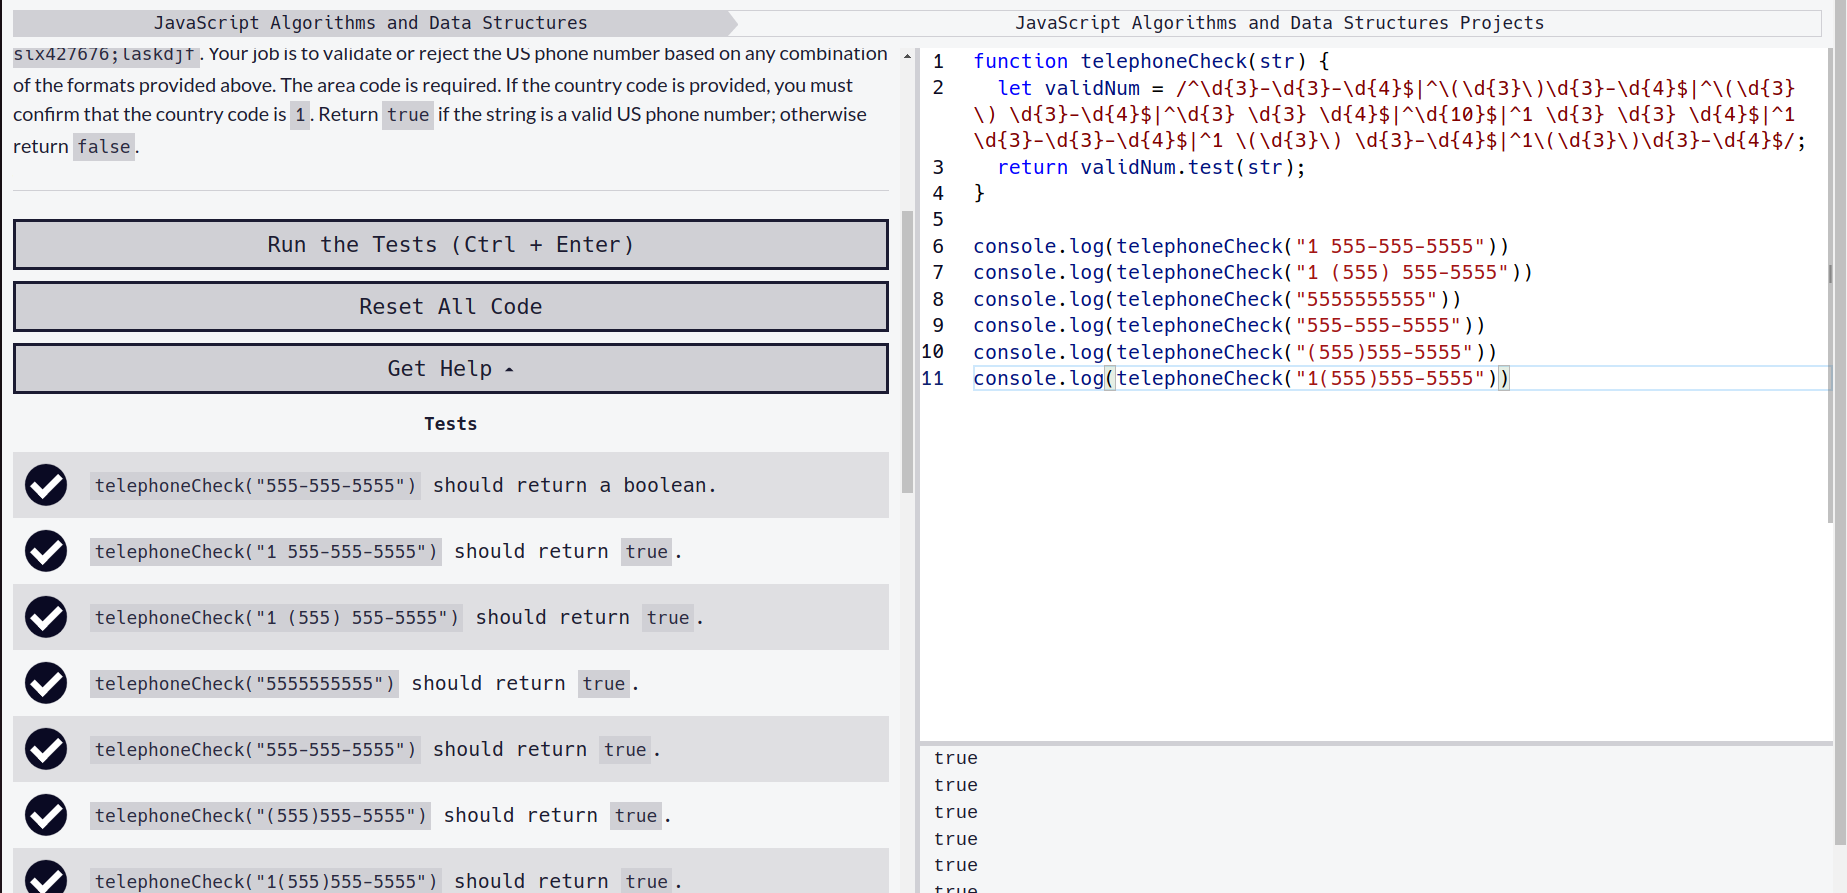 JavaScript Algorithms and Data Structures
JavaScript Algorithms and Data Structures Projects
six427676;laskdjf. Your job is to validate or reject the US phone number based on any combination
of the formats provided above. The area code is required. If the country code is provided, you must
confirm that the country code is 1. Return true if the string is a valid US phone number; otherwise
return false.
Run the Tests (Ctrl + Enter)
Reset All Code
Get Help
Tests
telephoneCheck("555-555-5555") should return a boolean.
telephoneCheck("1 555-555-5555") should return true.
telephoneCheck("1 (555) 555-5555") should return true.
telephoneCheck("5555555555") should return true.
telephoneCheck("555-555-5555") should return true.
telephoneCheck("(555)555-5555") should return true.
telephoneCheck("1(555)555-5555") should return true.
1 function telephoneCheck(str) {
2 let validNum = /^\d{3}-\d{3}-\d{4}$|^\(\d{3}\)\d{3}-\d{4}$|^\(\d{3}
\) \d{3}-\d{4}$|^\d{3} \d{3} \d{4}$|^\d{10}$|^1 \d{3} \d{3} \d{4}$|^1
\d{3}-\d{3}-\d{4}$|^1 \(\d{3}\) \d{3}-\d{4}$|^1\(\d{3}\)\d{3}-\d{4}$/;
3 return validNum.test(str);
4 }
5
6 console.log(telephoneCheck("1 555-555-5555"))
7 console.log(telephoneCheck("1 (555) 555-5555"))
8 console.log(telephoneCheck("5555555555"))
9 console.log(telephoneCheck("555-555-5555"))
10 console.log(telephoneCheck("(555)555-5555"))
11 console.log(telephoneCheck("1(555)555-5555"))
true
true
true
true
true
true